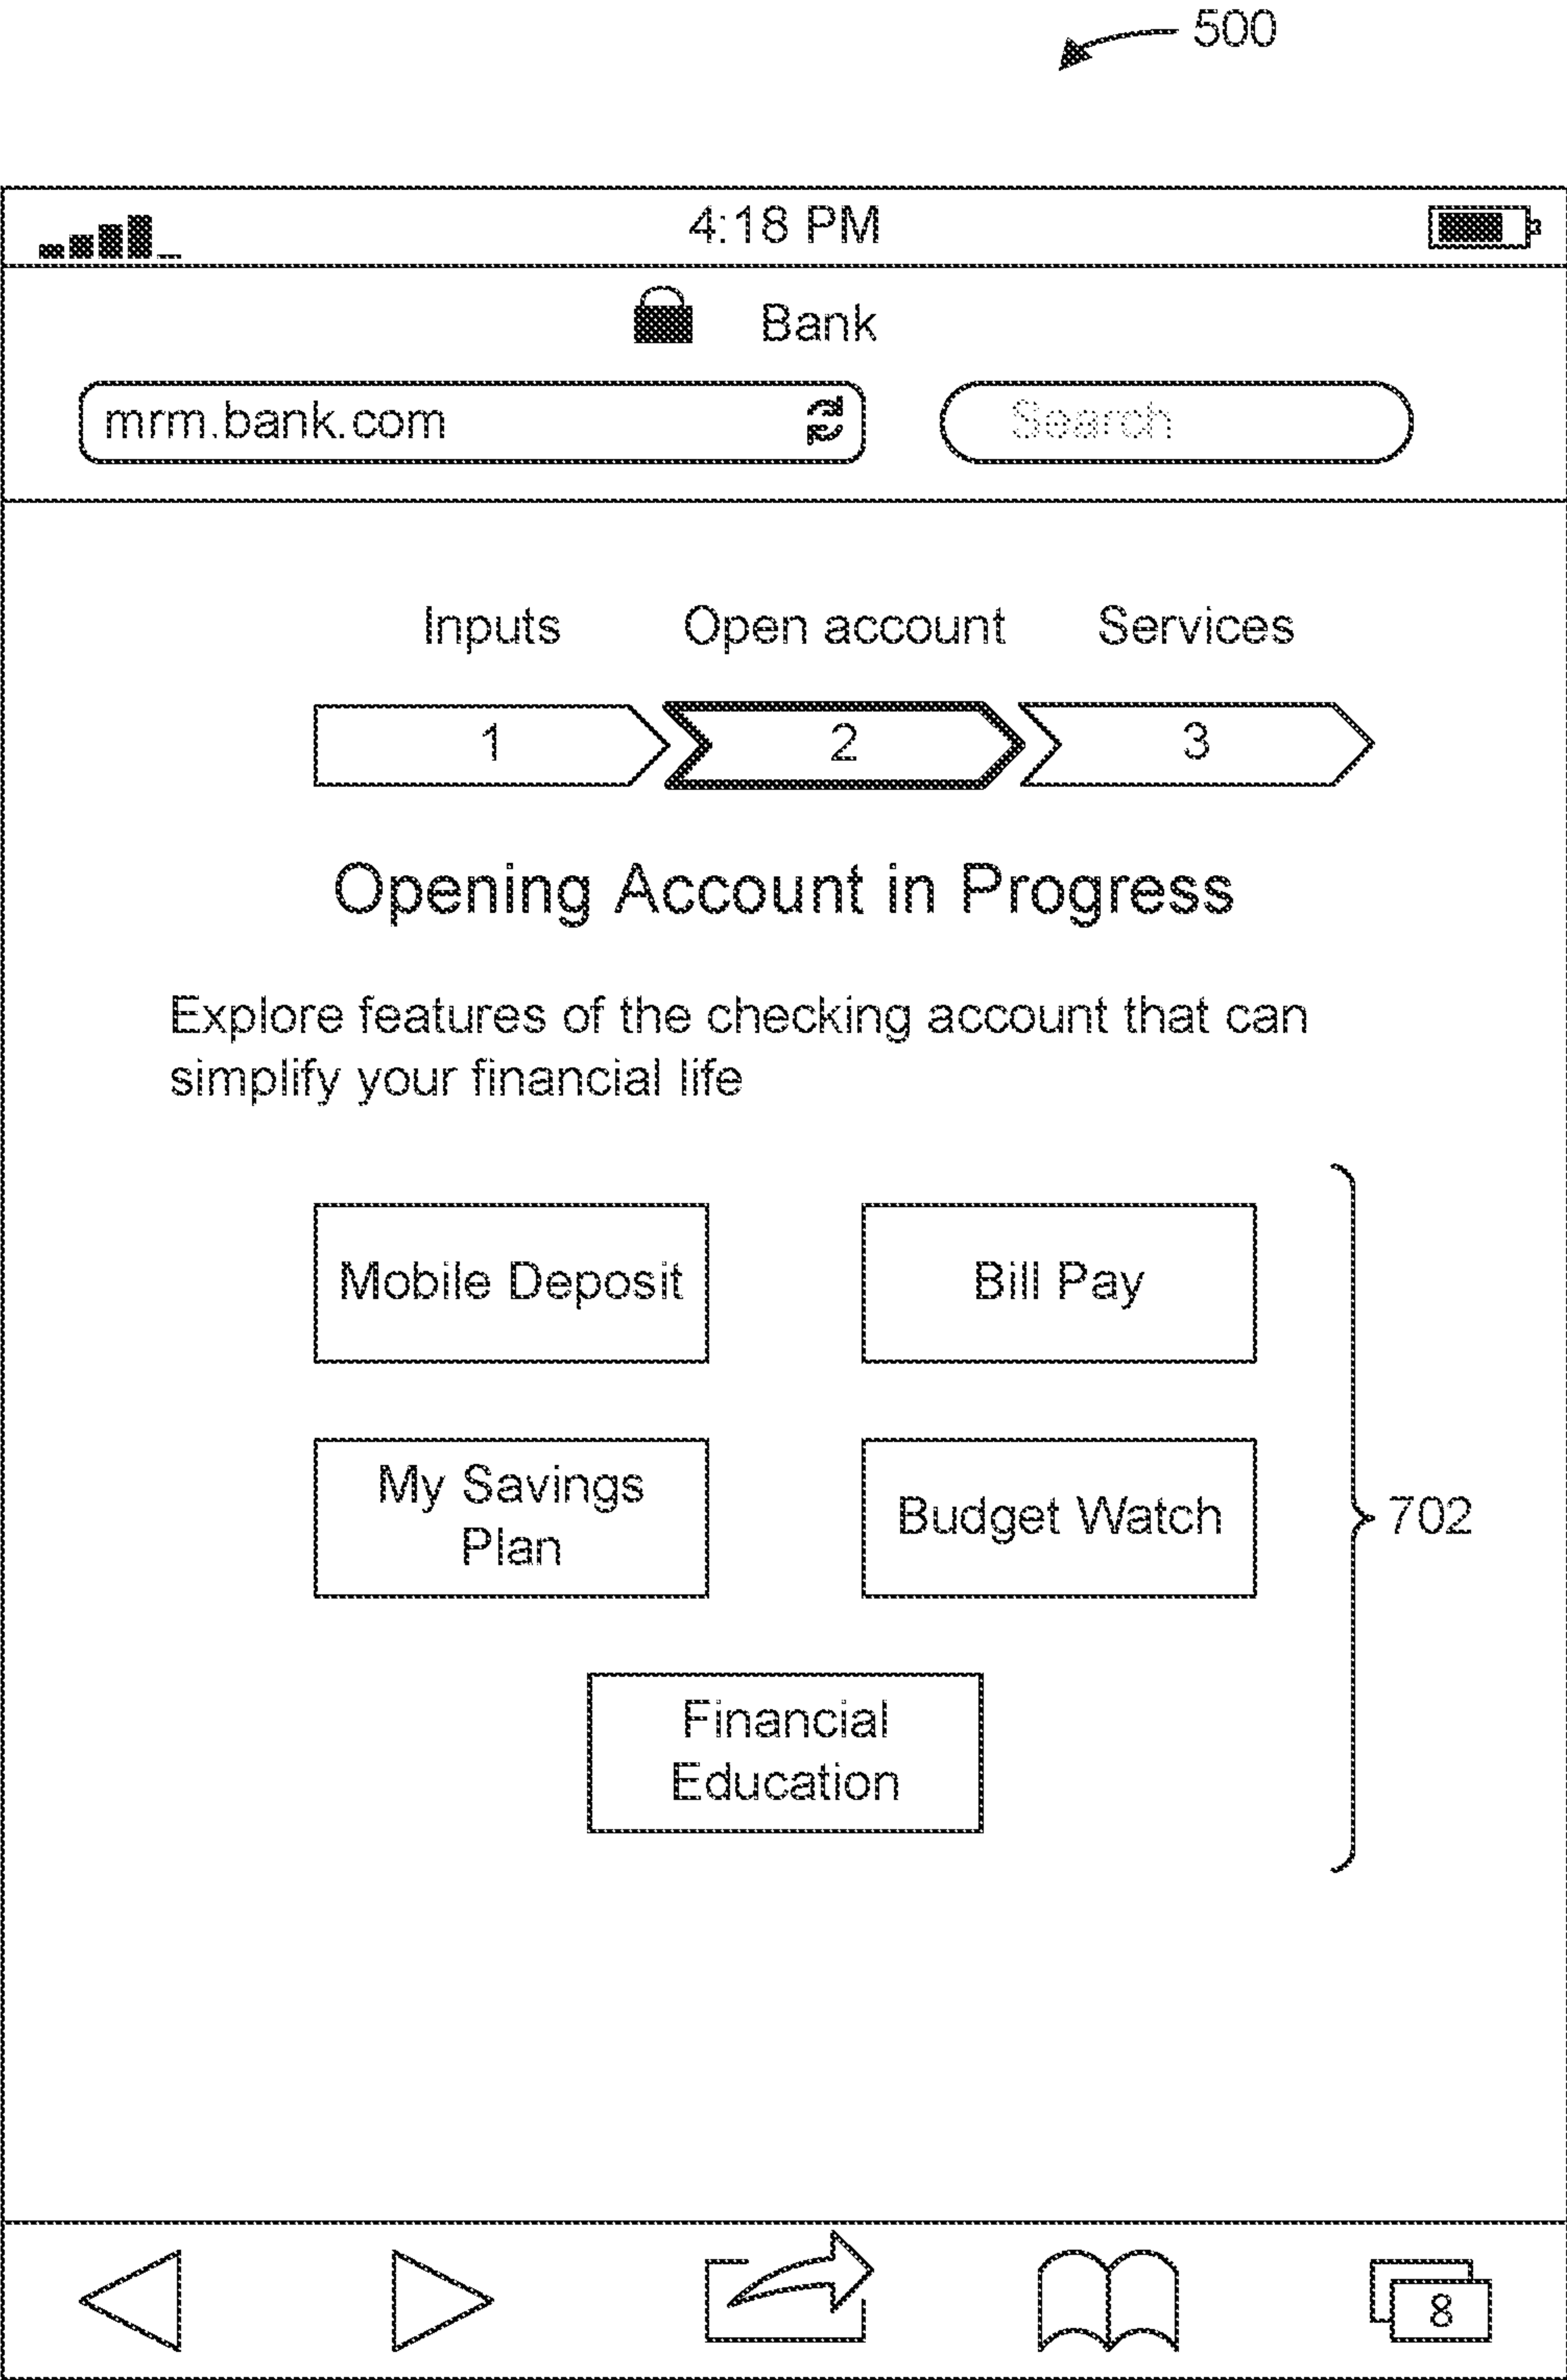 500
4:18 PM
Bank
mrm.bank.com
Search
Inputs Open account Services
1 2 3
Opening Account in Progress
Explore features of the checking account that can
simplify your financial life
Mobile Deposit
Bill Pay
My Savings
Plan
Budget Watch
702
Financial
Education
8